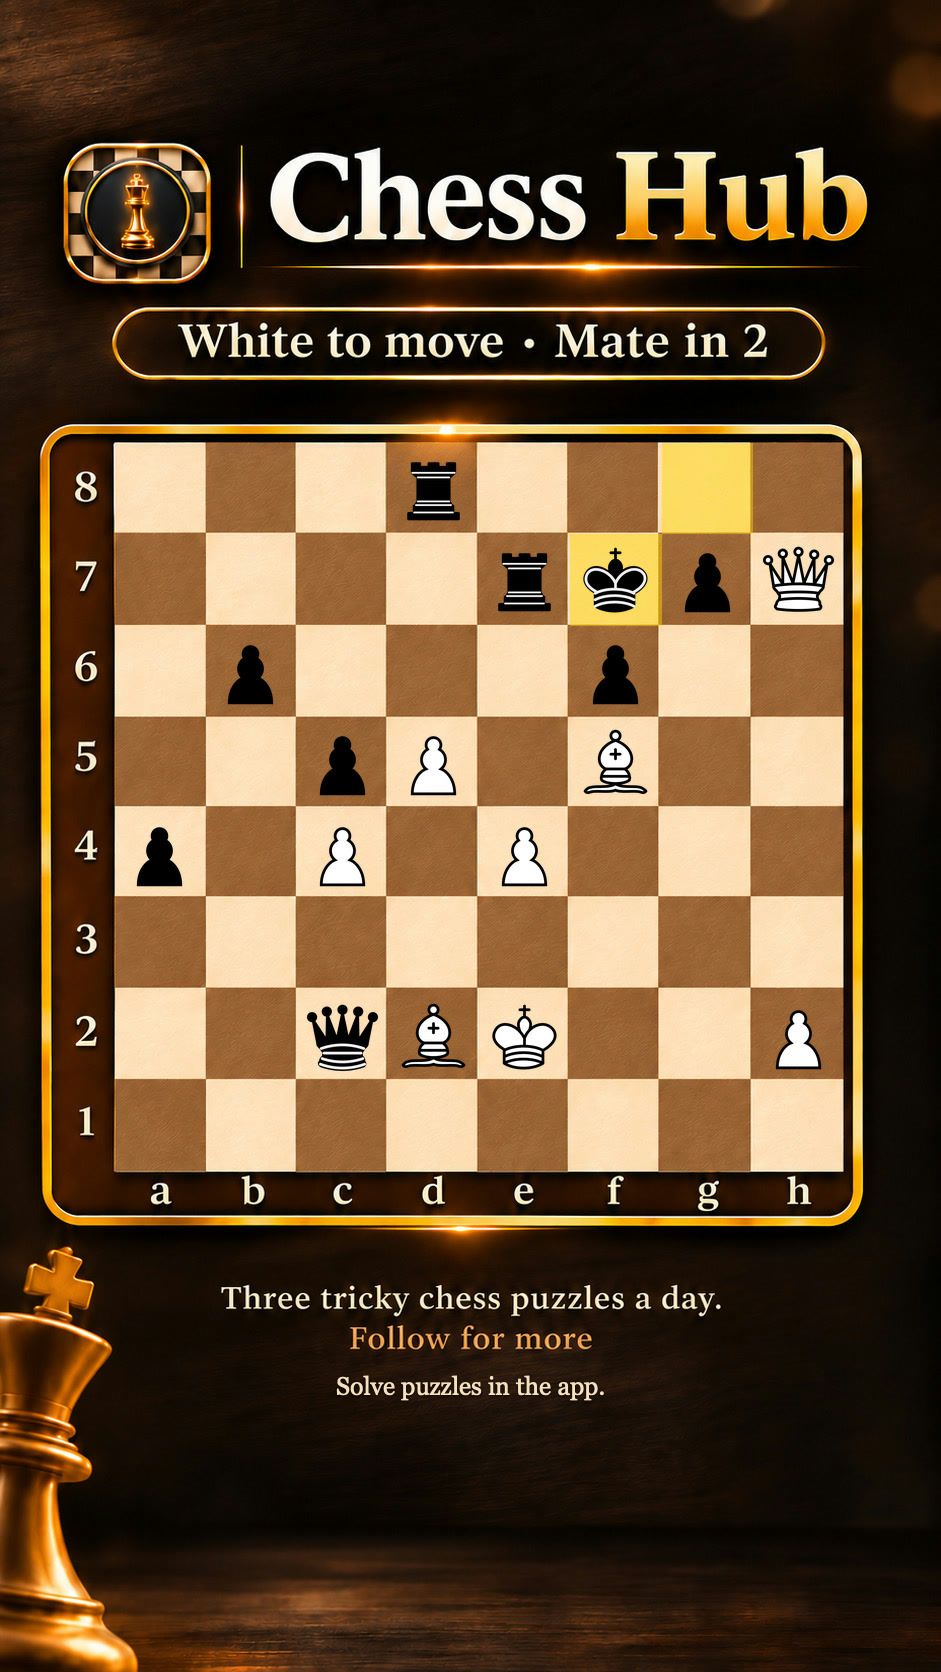 Chess Hub
White to move • Mate in 2
8
7
6
5
4
3
2
1
a b c d e f g h
Three tricky chess puzzles a day.
Follow for more
Solve puzzles in the app.